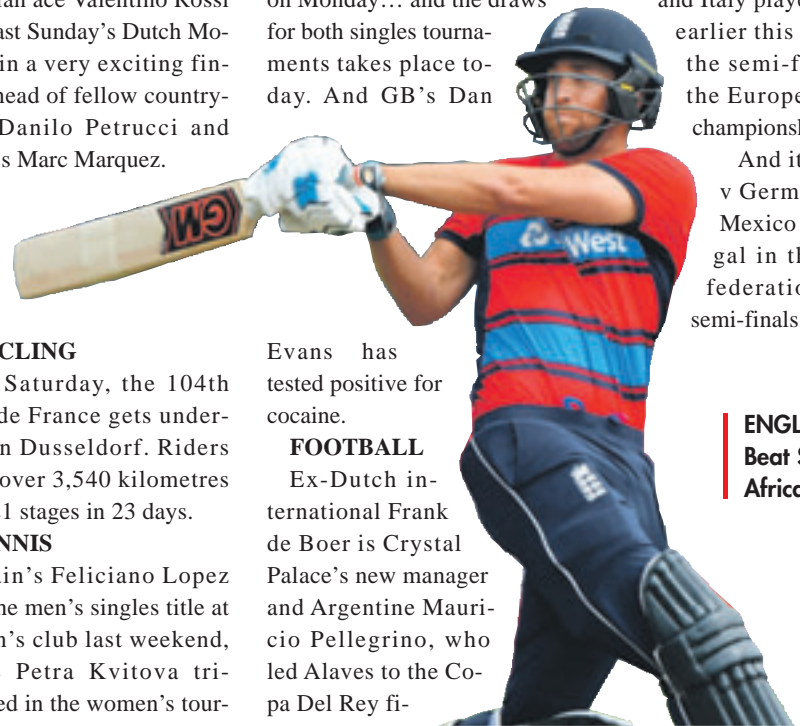 ian ace Valentino Rossi
ast Sunday's Dutch Mo-
in a very exciting fin-
head of fellow country-
Danilo Petrucci and
s Marc Marquez.
CLING
Saturday, the 104th
de France gets under-
n Dusseldorf. Riders
over 3,540 kilometres
1 stages in 23 days.
NNIS
in's Feliciano Lopez
he men's singles title at
n's club last weekend,
Petra Kvitova tri-
ed in the women's tour-
on Monday… and the draws
for both singles tourna-
ments takes place to-
day. And GB's Dan
Evans has
tested positive for
cocaine.
FOOTBALL
Ex-Dutch in-
ternational Frank
de Boer is Crystal
Palace's new manager
and Argentine Mauri-
cio Pellegrino, who
led Alaves to the Co-
pa Del Rey fi-
GM
West
and Italy play
earlier this
the semi-f
the Europe
championsh
And it
v Germ
Mexico
gal in th
federatio
semi-finals
ENGL
Beat S
Africa